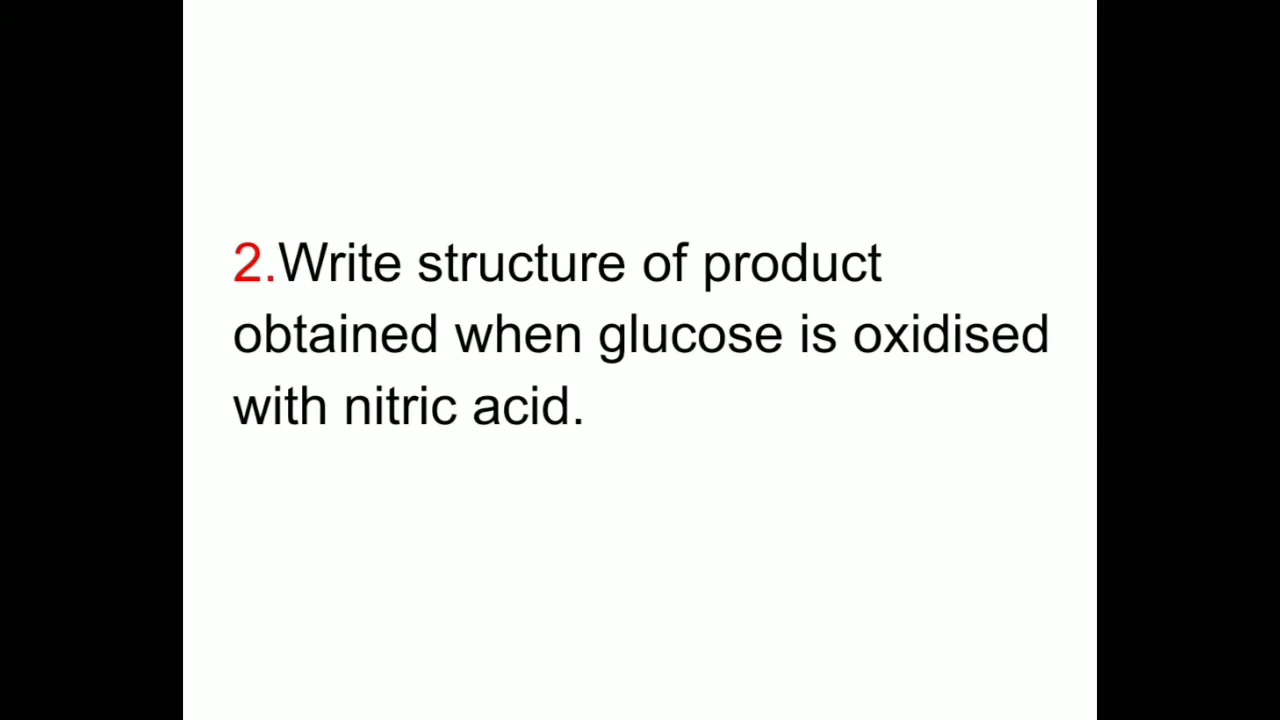 2.Write structure of product
obtained when glucose is oxidised
with nitric acid.